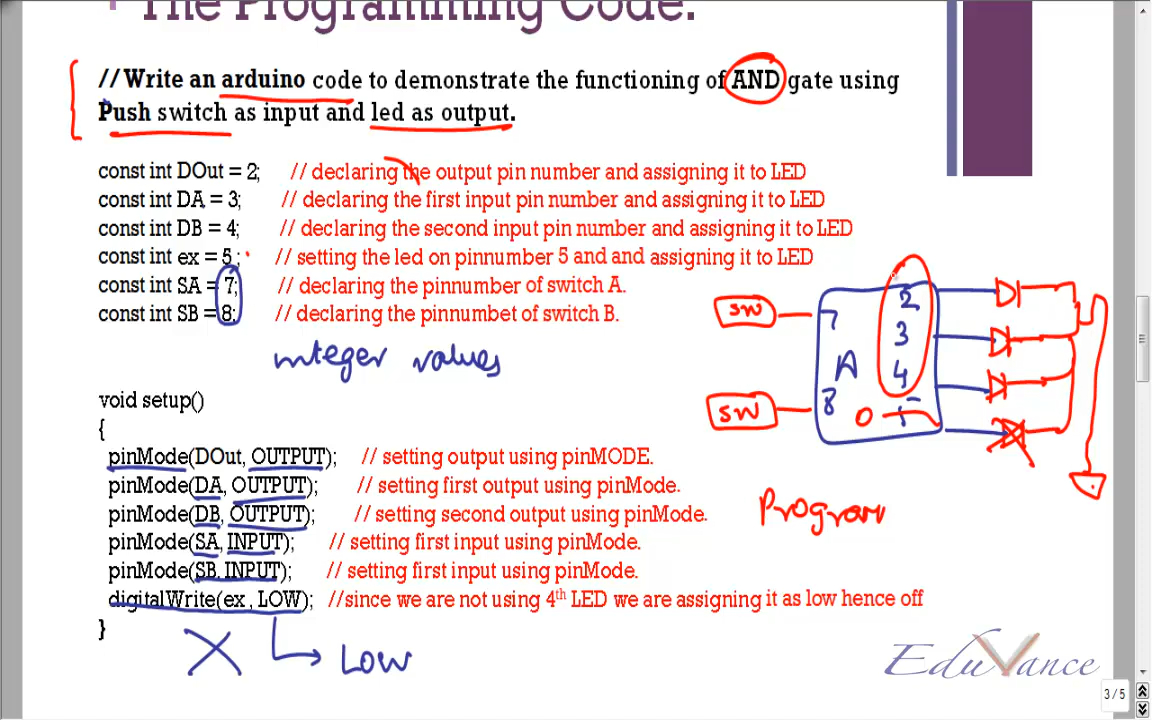 The Programming Code:
//Write an arduino code to demonstrate the functioning of AND gate using
Push switch as input and led as output.
const int DOut = 2; // declaring the output pin number and assigning it to LED
const int DA = 3; // declaring the first input pin number and assigning it to LED
const int DB = 4; // declaring the second input pin number and assigning it to LED
const int ex = 5 ; // setting the led on pinnumber 5 and and assigning it to LED
const int SA = 7; // declaring the pinnumber of switch A.
const int SB = 8; // declaring the pinnumbet of switch B.
integer values
void setup()
{
pinMode(DOut, OUTPUT); // setting output using pinMODE.
pinMode(DA, OUTPUT); // setting first output using pinMode.
pinMode(DB, OUTPUT); // setting second output using pinMode.
pinMode(SA, INPUT); // setting first input using pinMode.
pinMode(SB, INPUT); // setting first input using pinMode.
digitalWrite(ex , LOW); //since we are not using 4th LED we are assigning it as low hence off
}
LOW
SW
SW
7
8
A
2
3
4
0
5
Program
EduVance
3/5